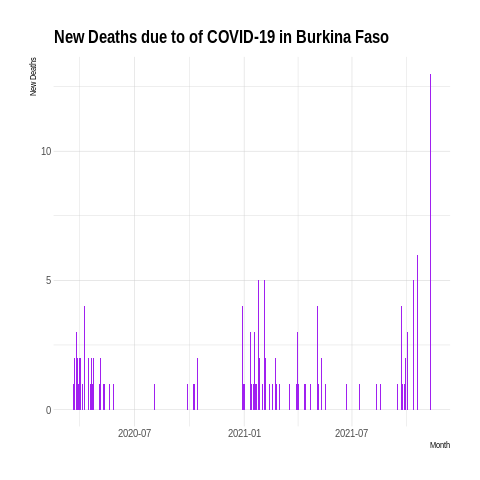 New Deaths due to of COVID-19 in Burkina Faso
New Deaths
10
5
0
2020-07 2021-01 2021-07
Month